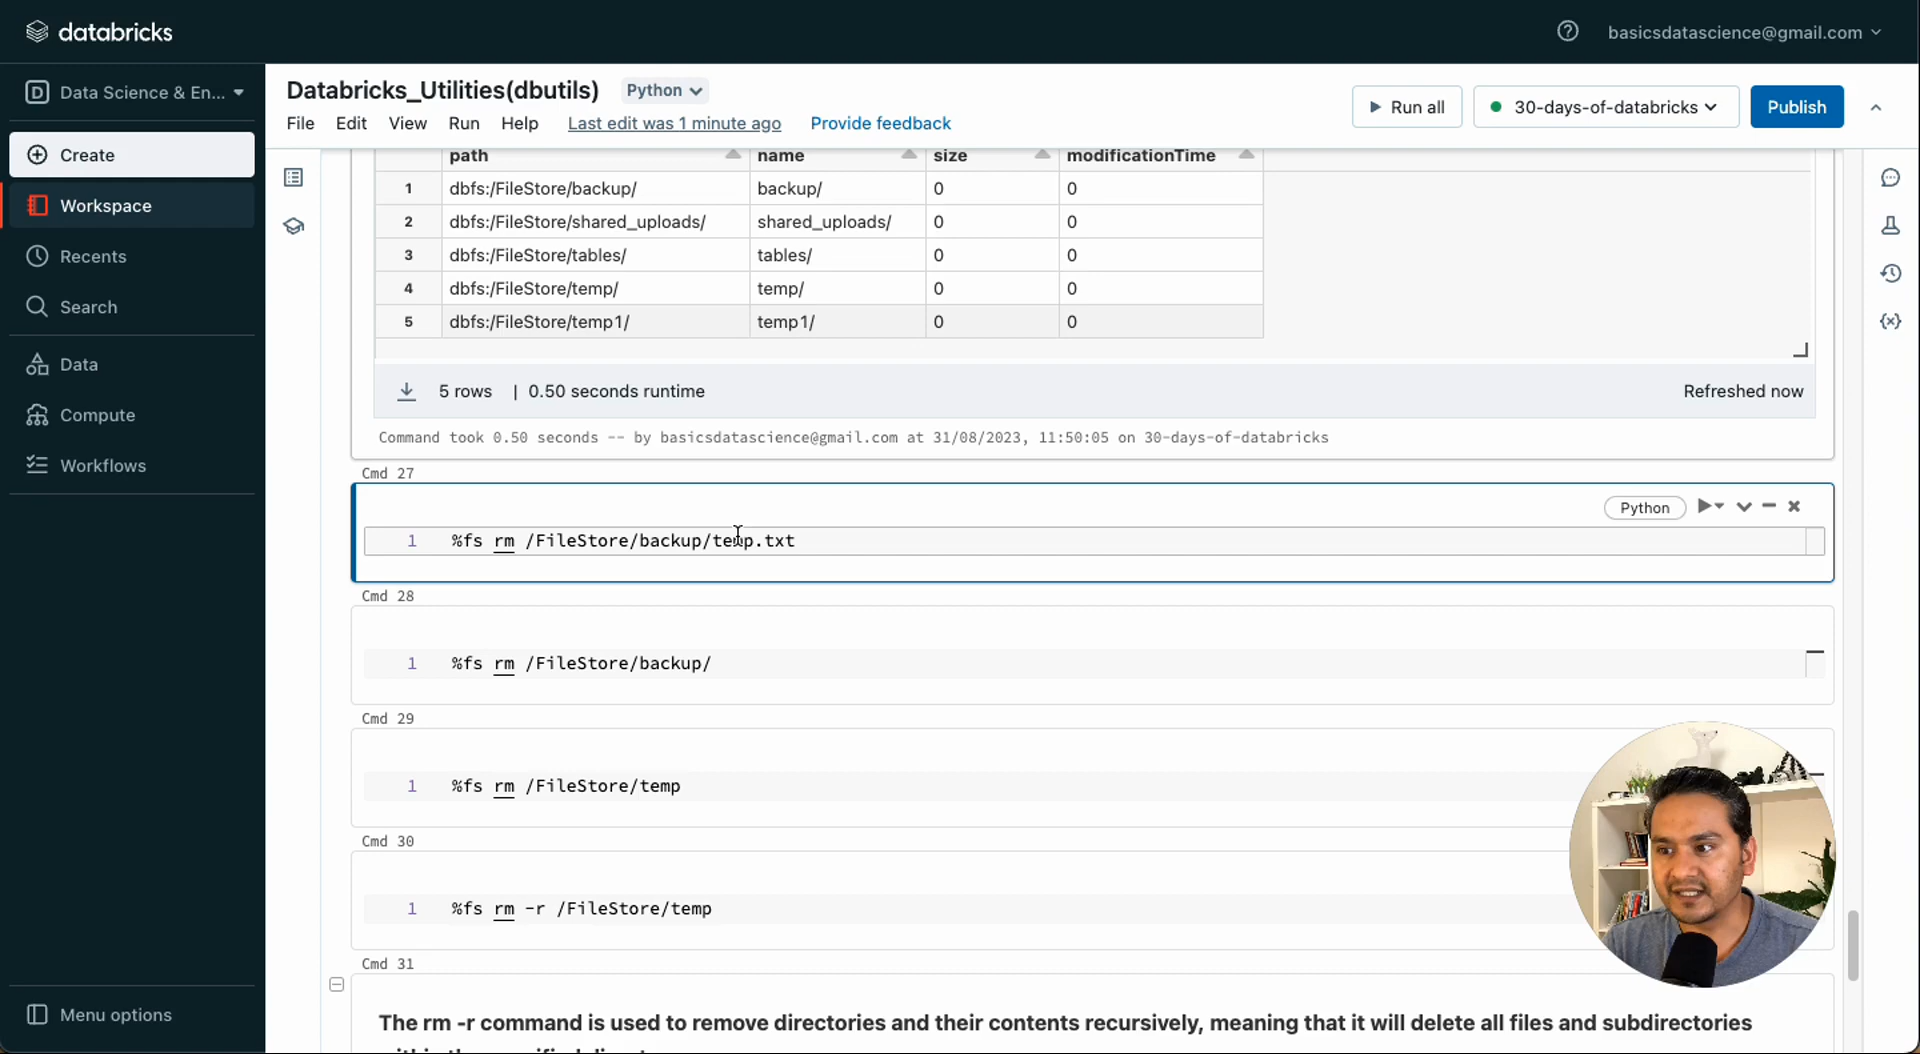 databricks
basicsdatascience@gmail.com
Data Science & En...
Create
Workspace
Recents
Search
Data
Compute
Workflows
Menu options
Databricks_Utilities(dbutils) Python
File Edit View Run Help Last edit was 1 minute ago Provide feedback
Run all 30-days-of-databricks Publish
path name size modificationTime
1 dbfs:/FileStore/backup/ backup/ 0 0
2 dbfs:/FileStore/shared_uploads/ shared_uploads/ 0 0
3 dbfs:/FileStore/tables/ tables/ 0 0
4 dbfs:/FileStore/temp/ temp/ 0 0
5 dbfs:/FileStore/temp1/ temp1/ 0 0
5 rows | 0.50 seconds runtime Refreshed now
Command took 0.50 seconds -- by basicsdatascience@gmail.com at 31/08/2023, 11:50:05 on 30-days-of-databricks
Cmd 27
Python
1 %fs rm /FileStore/backup/temp.txt
Cmd 28
1 %fs rm /FileStore/backup/
Cmd 29
1 %fs rm /FileStore/temp
Cmd 30
1 %fs rm -r /FileStore/temp
Cmd 31
The rm -r command is used to remove directories and their contents recursively, meaning that it will delete all files and subdirectories